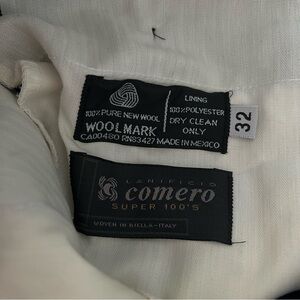 100% PURE NEW WOOL
WOOLMARK
LINING
100% POLYESTER
DRY CLEAN
ONLY
CA00480 RN83427 MADE IN MEXICO
32
LANIFICIO
comero
SUPER 100'S
WOVEN IN BIELLA-ITALY